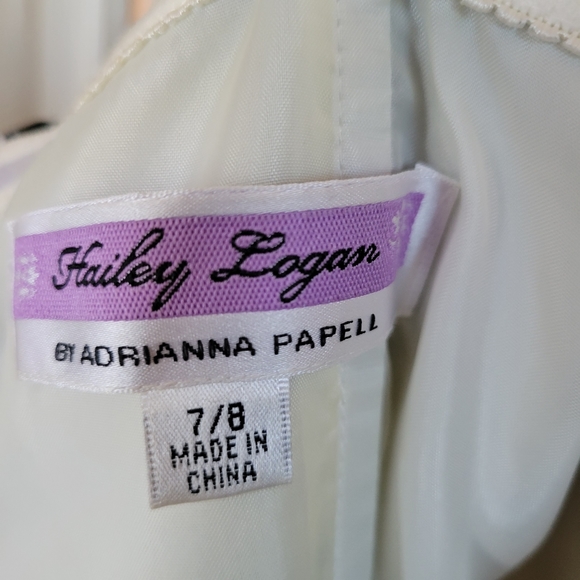 Hailey Logan
BY ADRIANNA PAPELL
7/8
MADE IN
CHINA